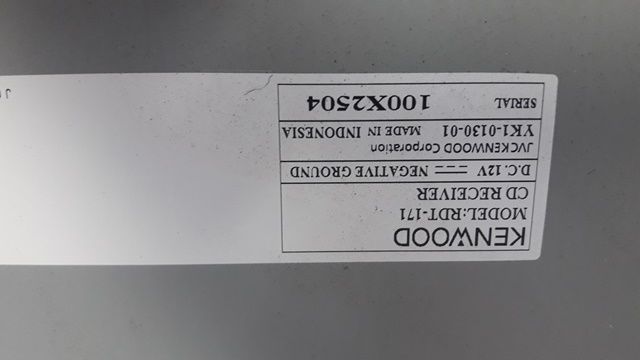 KENWOOD
MODEL:RDT-171
CD RECEIVER
D.C.12V NEGATIVE GROUND
JVCKENWOOD Corporation
YK1-0130-01 MADE IN INDONESIA
SERIAL 100X2504